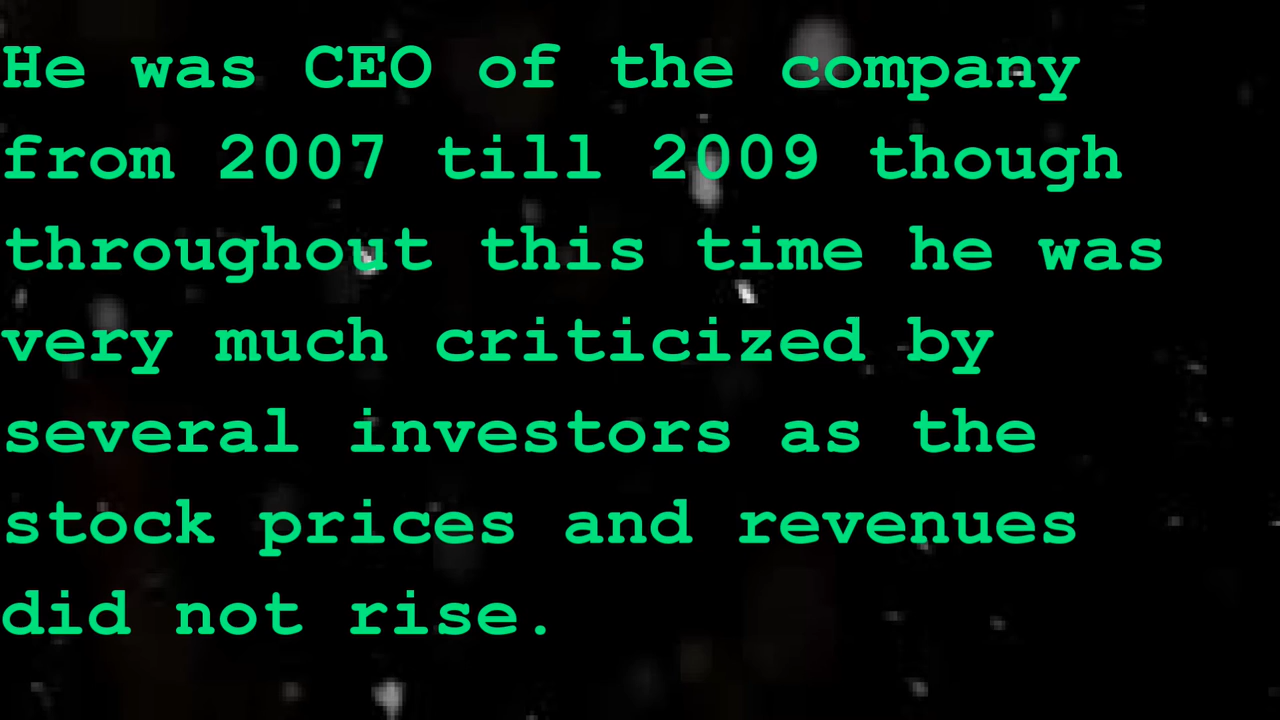 He was CEO of the company
from 2007 till 2009 though
throughout this time he was
very much criticized by
several investors as the
stock prices and revenues
did not rise.